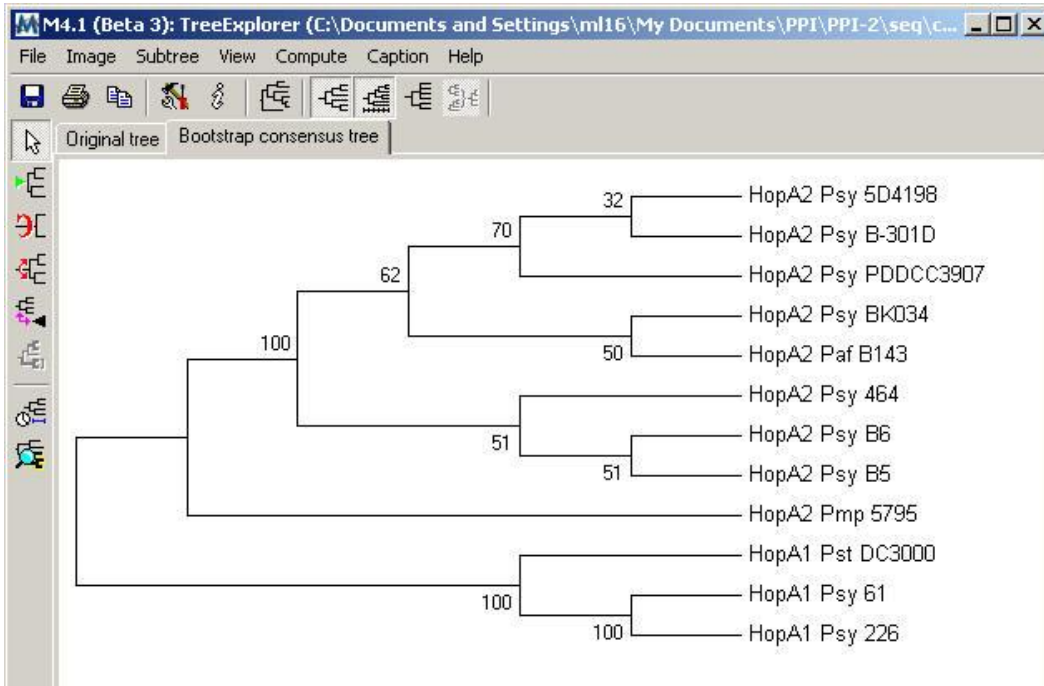 M4.1 (Beta 3): TreeExplorer (C:\Documents and Settings\ml16\My Documents\PPI\PPI-2\seq\c...
File Image Subtree View Compute Caption Help
Original tree Bootstrap consensus tree
32
HopA2 Psy 5D4198
70
HopA2 Psy B-301D
62
HopA2 Psy PDDCC3907
HopA2 Psy BK034
100
50
HopA2 Paf B143
HopA2 Psy 464
51
HopA2 Psy B6
51
HopA2 Psy B5
HopA2 Pmp 5795
HopA1 Pst DC3000
100
HopA1 Psy 61
100
HopA1 Psy 226